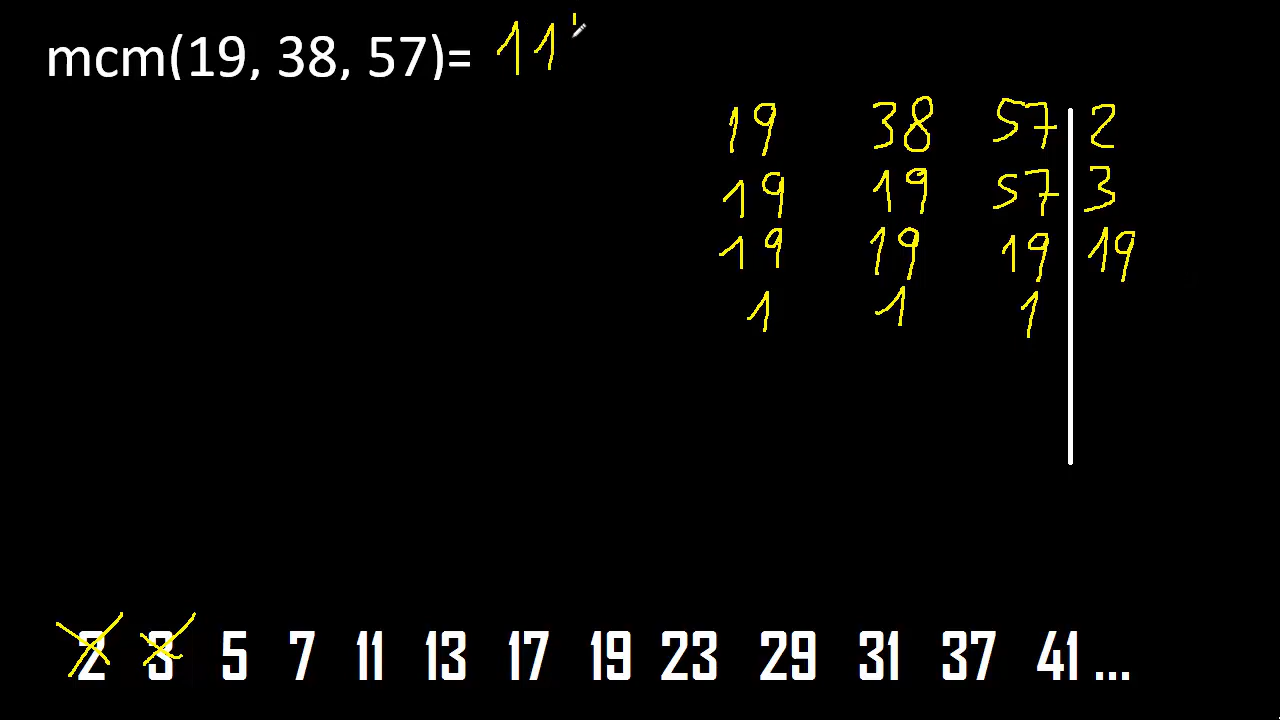 mcm(19, 38, 57)= 11
19 38 57 2
19 19 57 3
19 19 19 19
1 1 1
2 3 5 7 11 13 17 19 23 29 31 37 41 ...